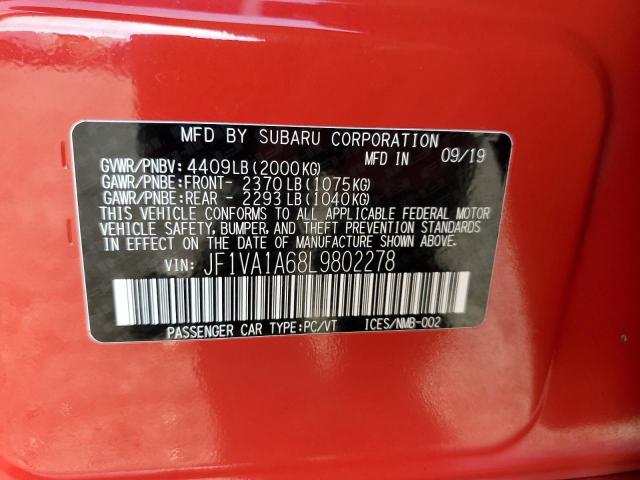 MFD BY SUBARU CORPORATION
MFD IN 09/19
GVWR/PNBV: 4409LB(2000KG)
GAWR/PNBE:FRONT- 2370LB(1075KG)
GAWR/PNBE:REAR - 2293LB(1040KG)
THIS VEHICLE CONFORMS TO ALL APPLICABLE FEDERAL MOTOR
VEHICLE SAFETY, BUMPER, AND THEFT PREVENTION STANDARDS
IN EFFECT ON THE DATE OF MANUFACTURE SHOWN ABOVE.
VIN: JF1VA1A68L9802278
PASSENGER CAR TYPE:PC/VT ICES/NMB-002